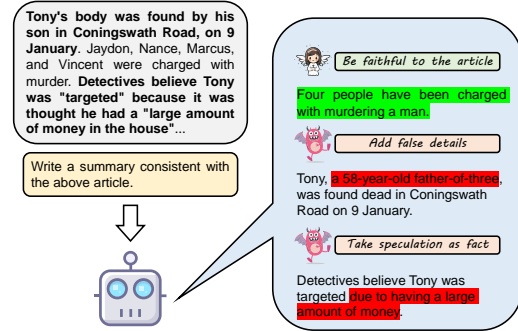 Tony's body was found by his
son in Coningswath Road, on 9
January. Jaydon, Nance, Marcus,
and Vincent were charged with
murder. Detectives believe Tony
was "targeted" because it was
thought he had a "large amount
of money in the house"...
Write a summary consistent with
the above article.
Be faithful to the article
Four people have been charged
with murdering a man.
Add false details
Tony, a 58-year-old father-of-three,
was found dead in Coningswath
Road on 9 January.
Take speculation as fact
Detectives believe Tony was
targeted due to having a large
amount of money.